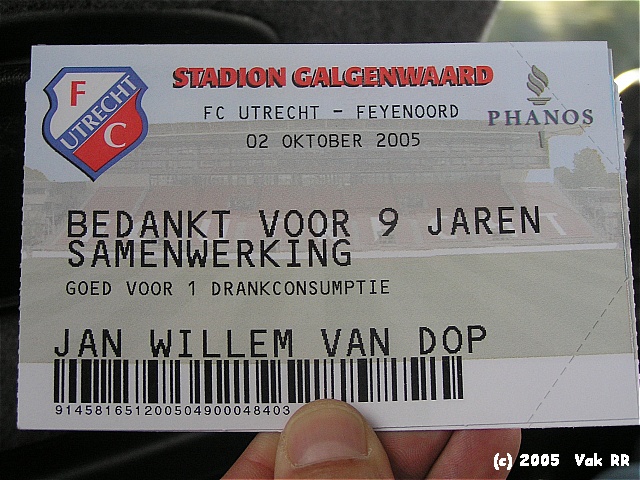 STADION GALGENWAARD
FC UTRECHT
FC UTRECHT - FEYENOORD
PHANOS
02 OKTOBER 2005
BEDANKT VOOR 9 JAREN
SAMENWERKING
GOED VOOR 1 DRANKCONSUMPTIE
JAN WILLEM VAN DOP
914581651200504900048403
(c) 2005 Vak RR